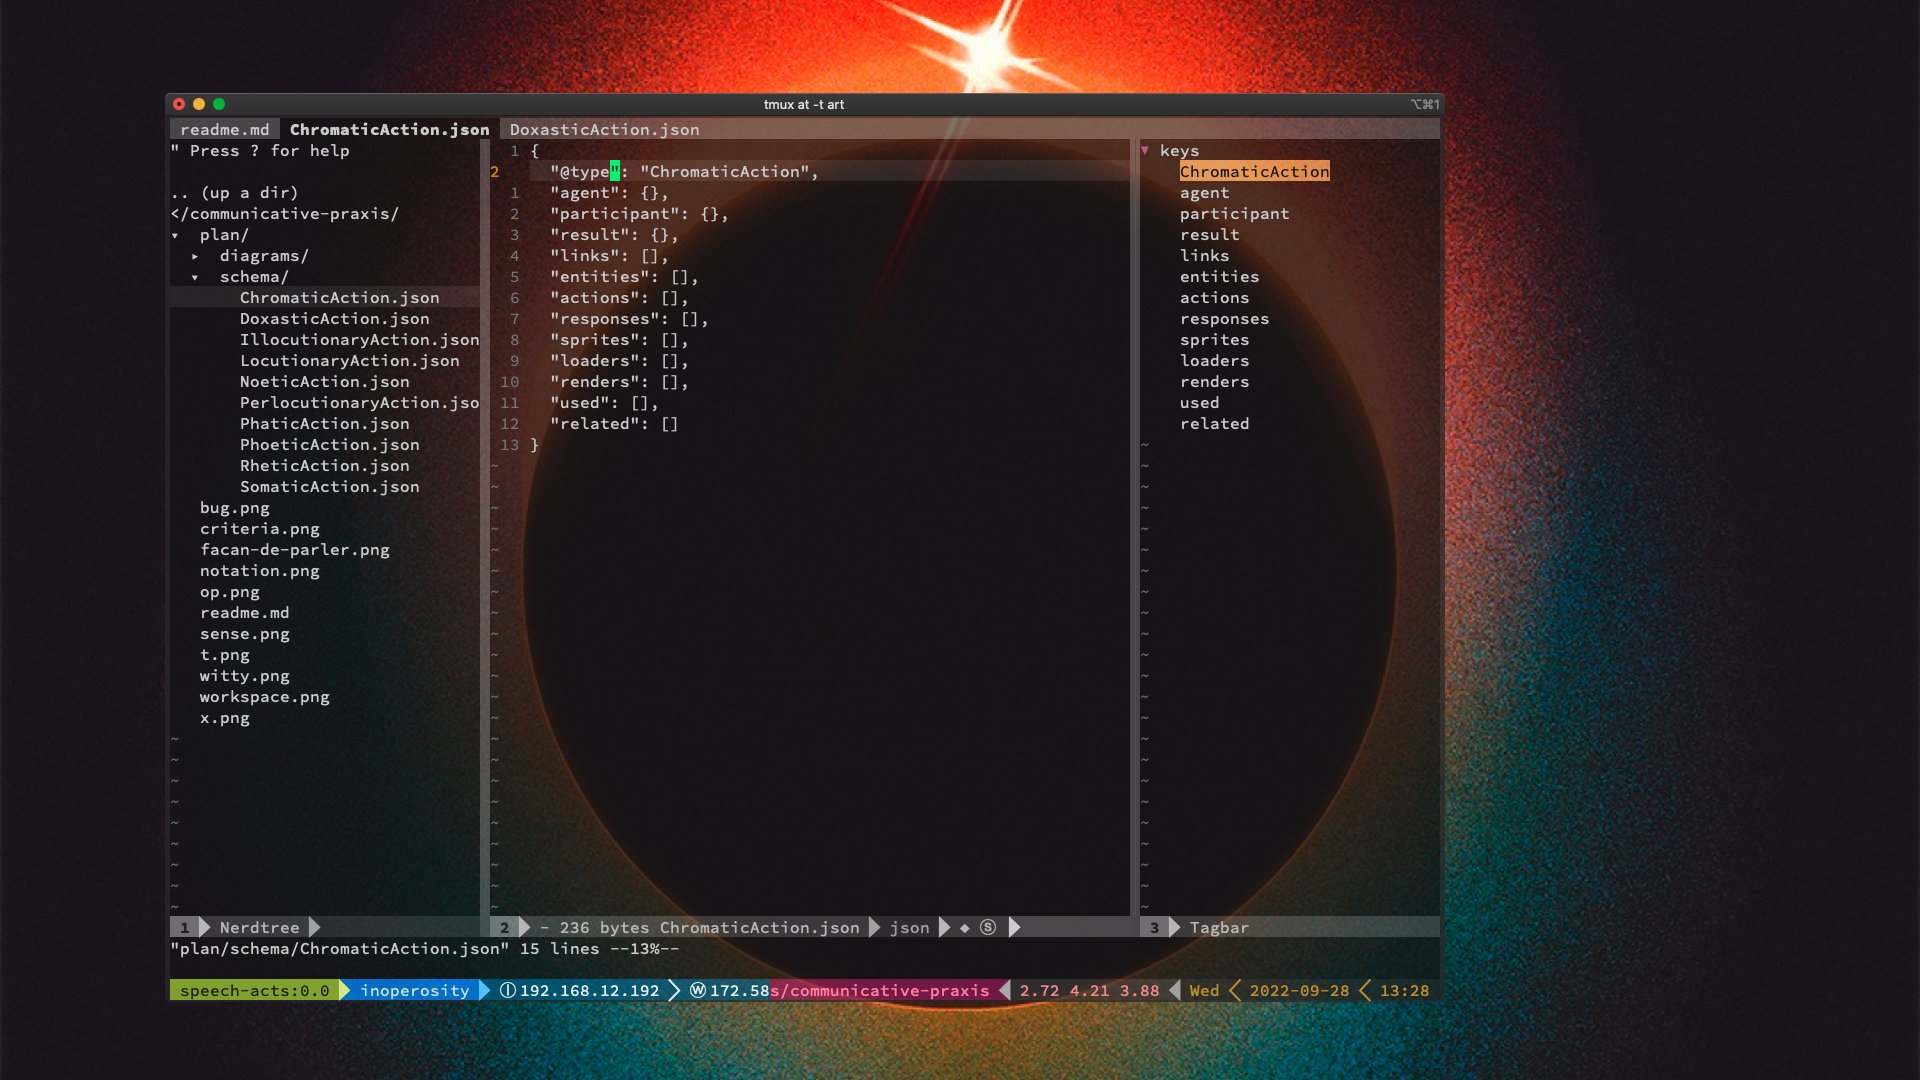 tmux at -t art
⌥⌘1
readme.md ChromaticAction.json DoxasticAction.json
" Press ? for help
.. (up a dir)
</communicative-praxis/
▾ plan/
▸ diagrams/
▾ schema/
ChromaticAction.json
DoxasticAction.json
IllocutionaryAction.json
LocutionaryAction.json
NoeticAction.json
PerlocutionaryAction.jso
PhaticAction.json
PhoeticAction.json
RheticAction.json
SomaticAction.json
bug.png
criteria.png
facan-de-parler.png
notation.png
op.png
readme.md
sense.png
t.png
witty.png
workspace.png
x.png
1 {
2 "@type": "ChromaticAction",
1 "agent": {},
2 "participant": {},
3 "result": {},
4 "links": [],
5 "entities": [],
6 "actions": [],
7 "responses": [],
8 "sprites": [],
9 "loaders": [],
10 "renders": [],
11 "used": [],
12 "related": []
13 }
▼ keys
ChromaticAction
agent
participant
result
links
entities
actions
responses
sprites
loaders
renders
used
related
1 Nerdtree
2 - 236 bytes ChromaticAction.json json ◆ Ⓢ
3 Tagbar
"plan/schema/ChromaticAction.json" 15 lines --13%--
speech-acts:0.0 inoperosity Ⓛ 192.168.12.192 Ⓦ 172.58s/communicative-praxis 2.72 4.21 3.88 Wed 2022-09-28 13:28